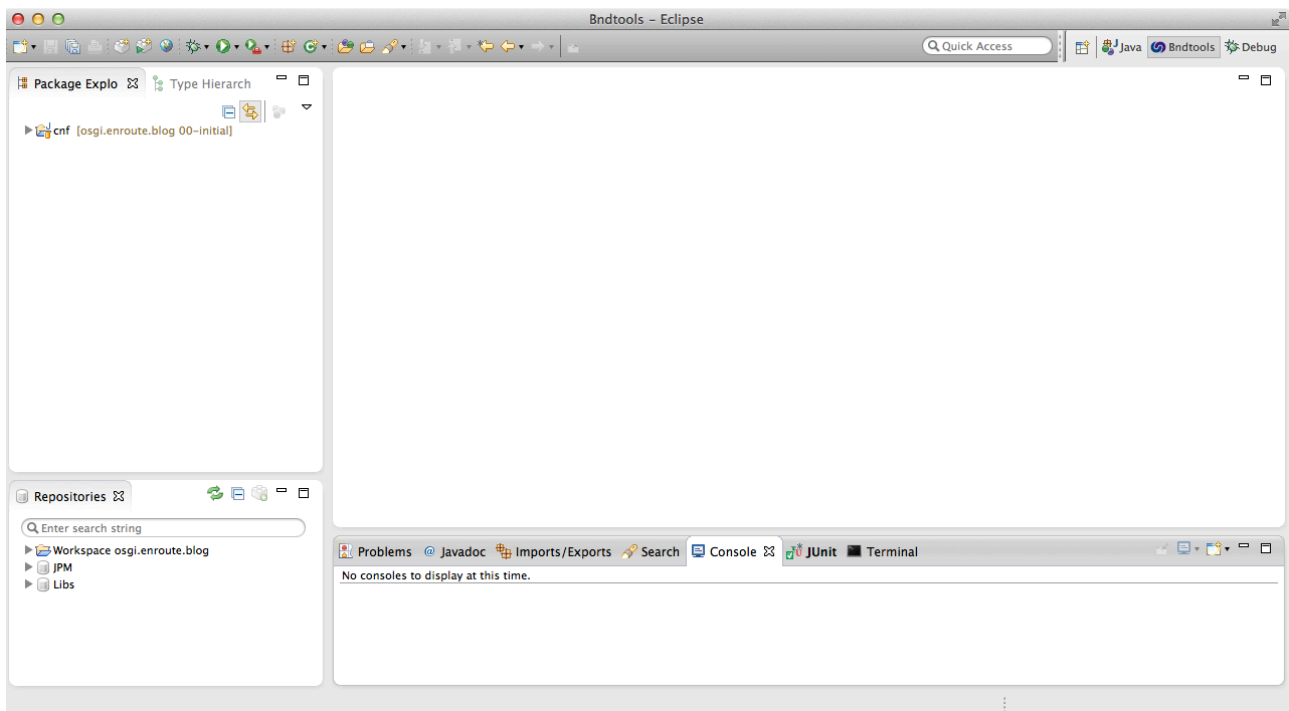 Bndtools – Eclipse
Quick Access
Java Bndtools Debug
Package Explo Type Hierarch
cnf [osgi.enroute.blog 00-initial]
Repositories
Enter search string
Workspace osgi.enroute.blog
JPM
Libs
Problems @ Javadoc Imports/Exports Search Console JUnit Terminal
No consoles to display at this time.